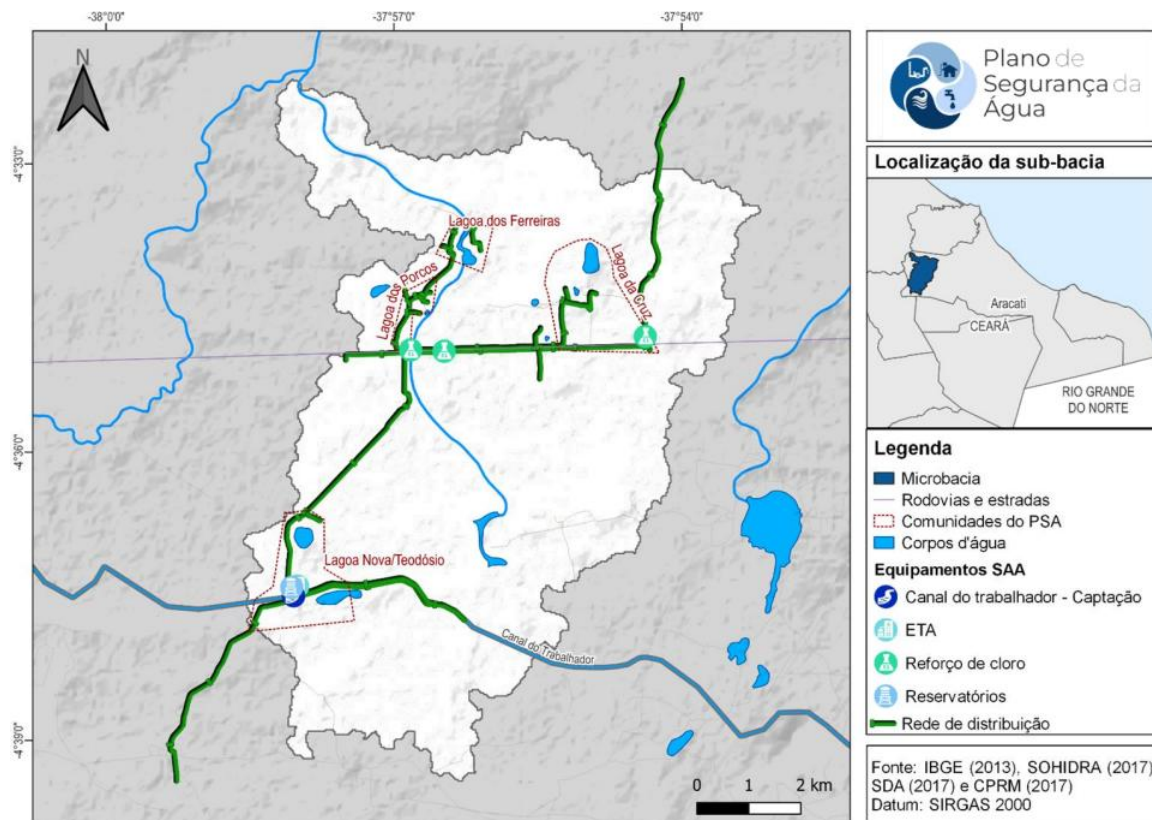 -38°0'0"
-37°57'0"
-37°54'0"
N
4°33'0"
4°36'0"
4°39'0"
Lagoa dos Ferreiras
Lagoa dos Porcos
Lagoa da Cruz
Lagoa Nova/Teodósio
Canal do Trabalhador
0 1 2 km
Plano de
Segurança da
Água
Localização da sub-bacia
Aracati
CEARÁ
RIO GRANDE
DO NORTE
Legenda
Microbacia
Rodovias e estradas
Comunidades do PSA
Corpos d'água
Equipamentos SAA
Canal do trabalhador - Captação
ETA
Reforço de cloro
Reservatórios
Rede de distribuição
Fonte: IBGE (2013), SOHIDRA (2017)
SDA (2017) e CPRM (2017)
Datum: SIRGAS 2000